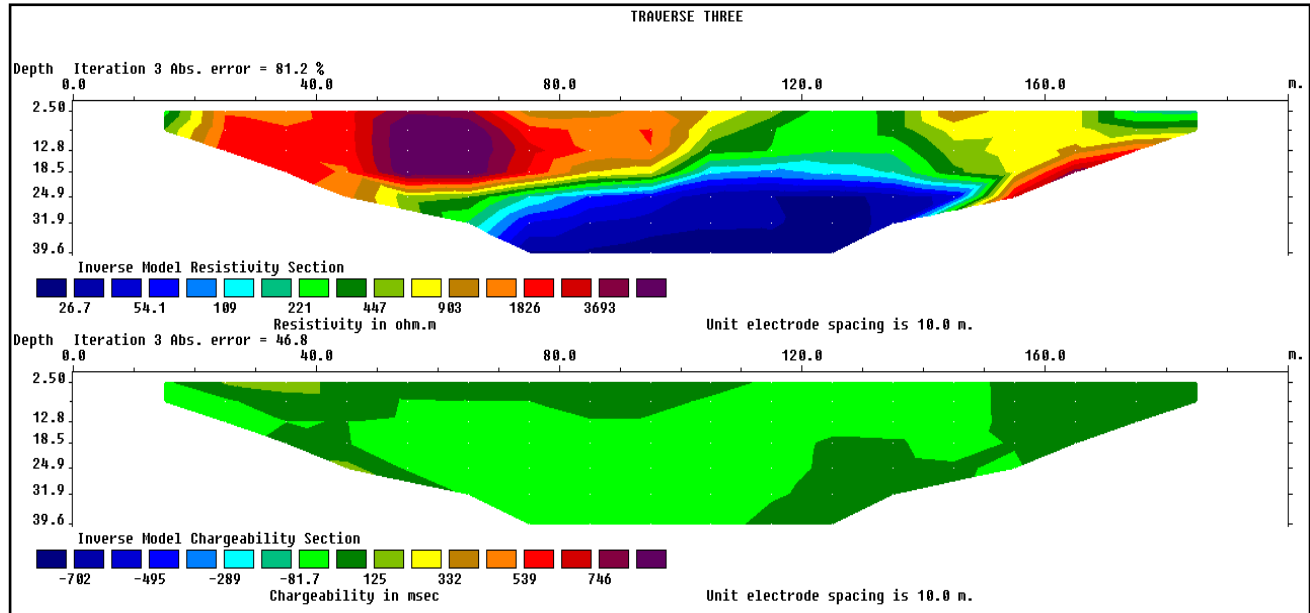 TRAVERSE THREE
Depth Iteration 3 Abs. error = 81.2 %
0.0 40.0 80.0 120.0 160.0 m.
2.50
12.8
18.5
24.9
31.9
39.6
Inverse Model Resistivity Section
26.7 54.1 109 221 447 903 1826 3693
Resistivity in ohm.m Unit electrode spacing is 10.0 m.
Depth Iteration 3 Abs. error = 46.8
0.0 40.0 80.0 120.0 160.0 m.
2.50
12.8
18.5
24.9
31.9
39.6
Inverse Model Chargeability Section
-702 -495 -289 -81.7 125 332 539 746
Chargeability in msec Unit electrode spacing is 10.0 m.